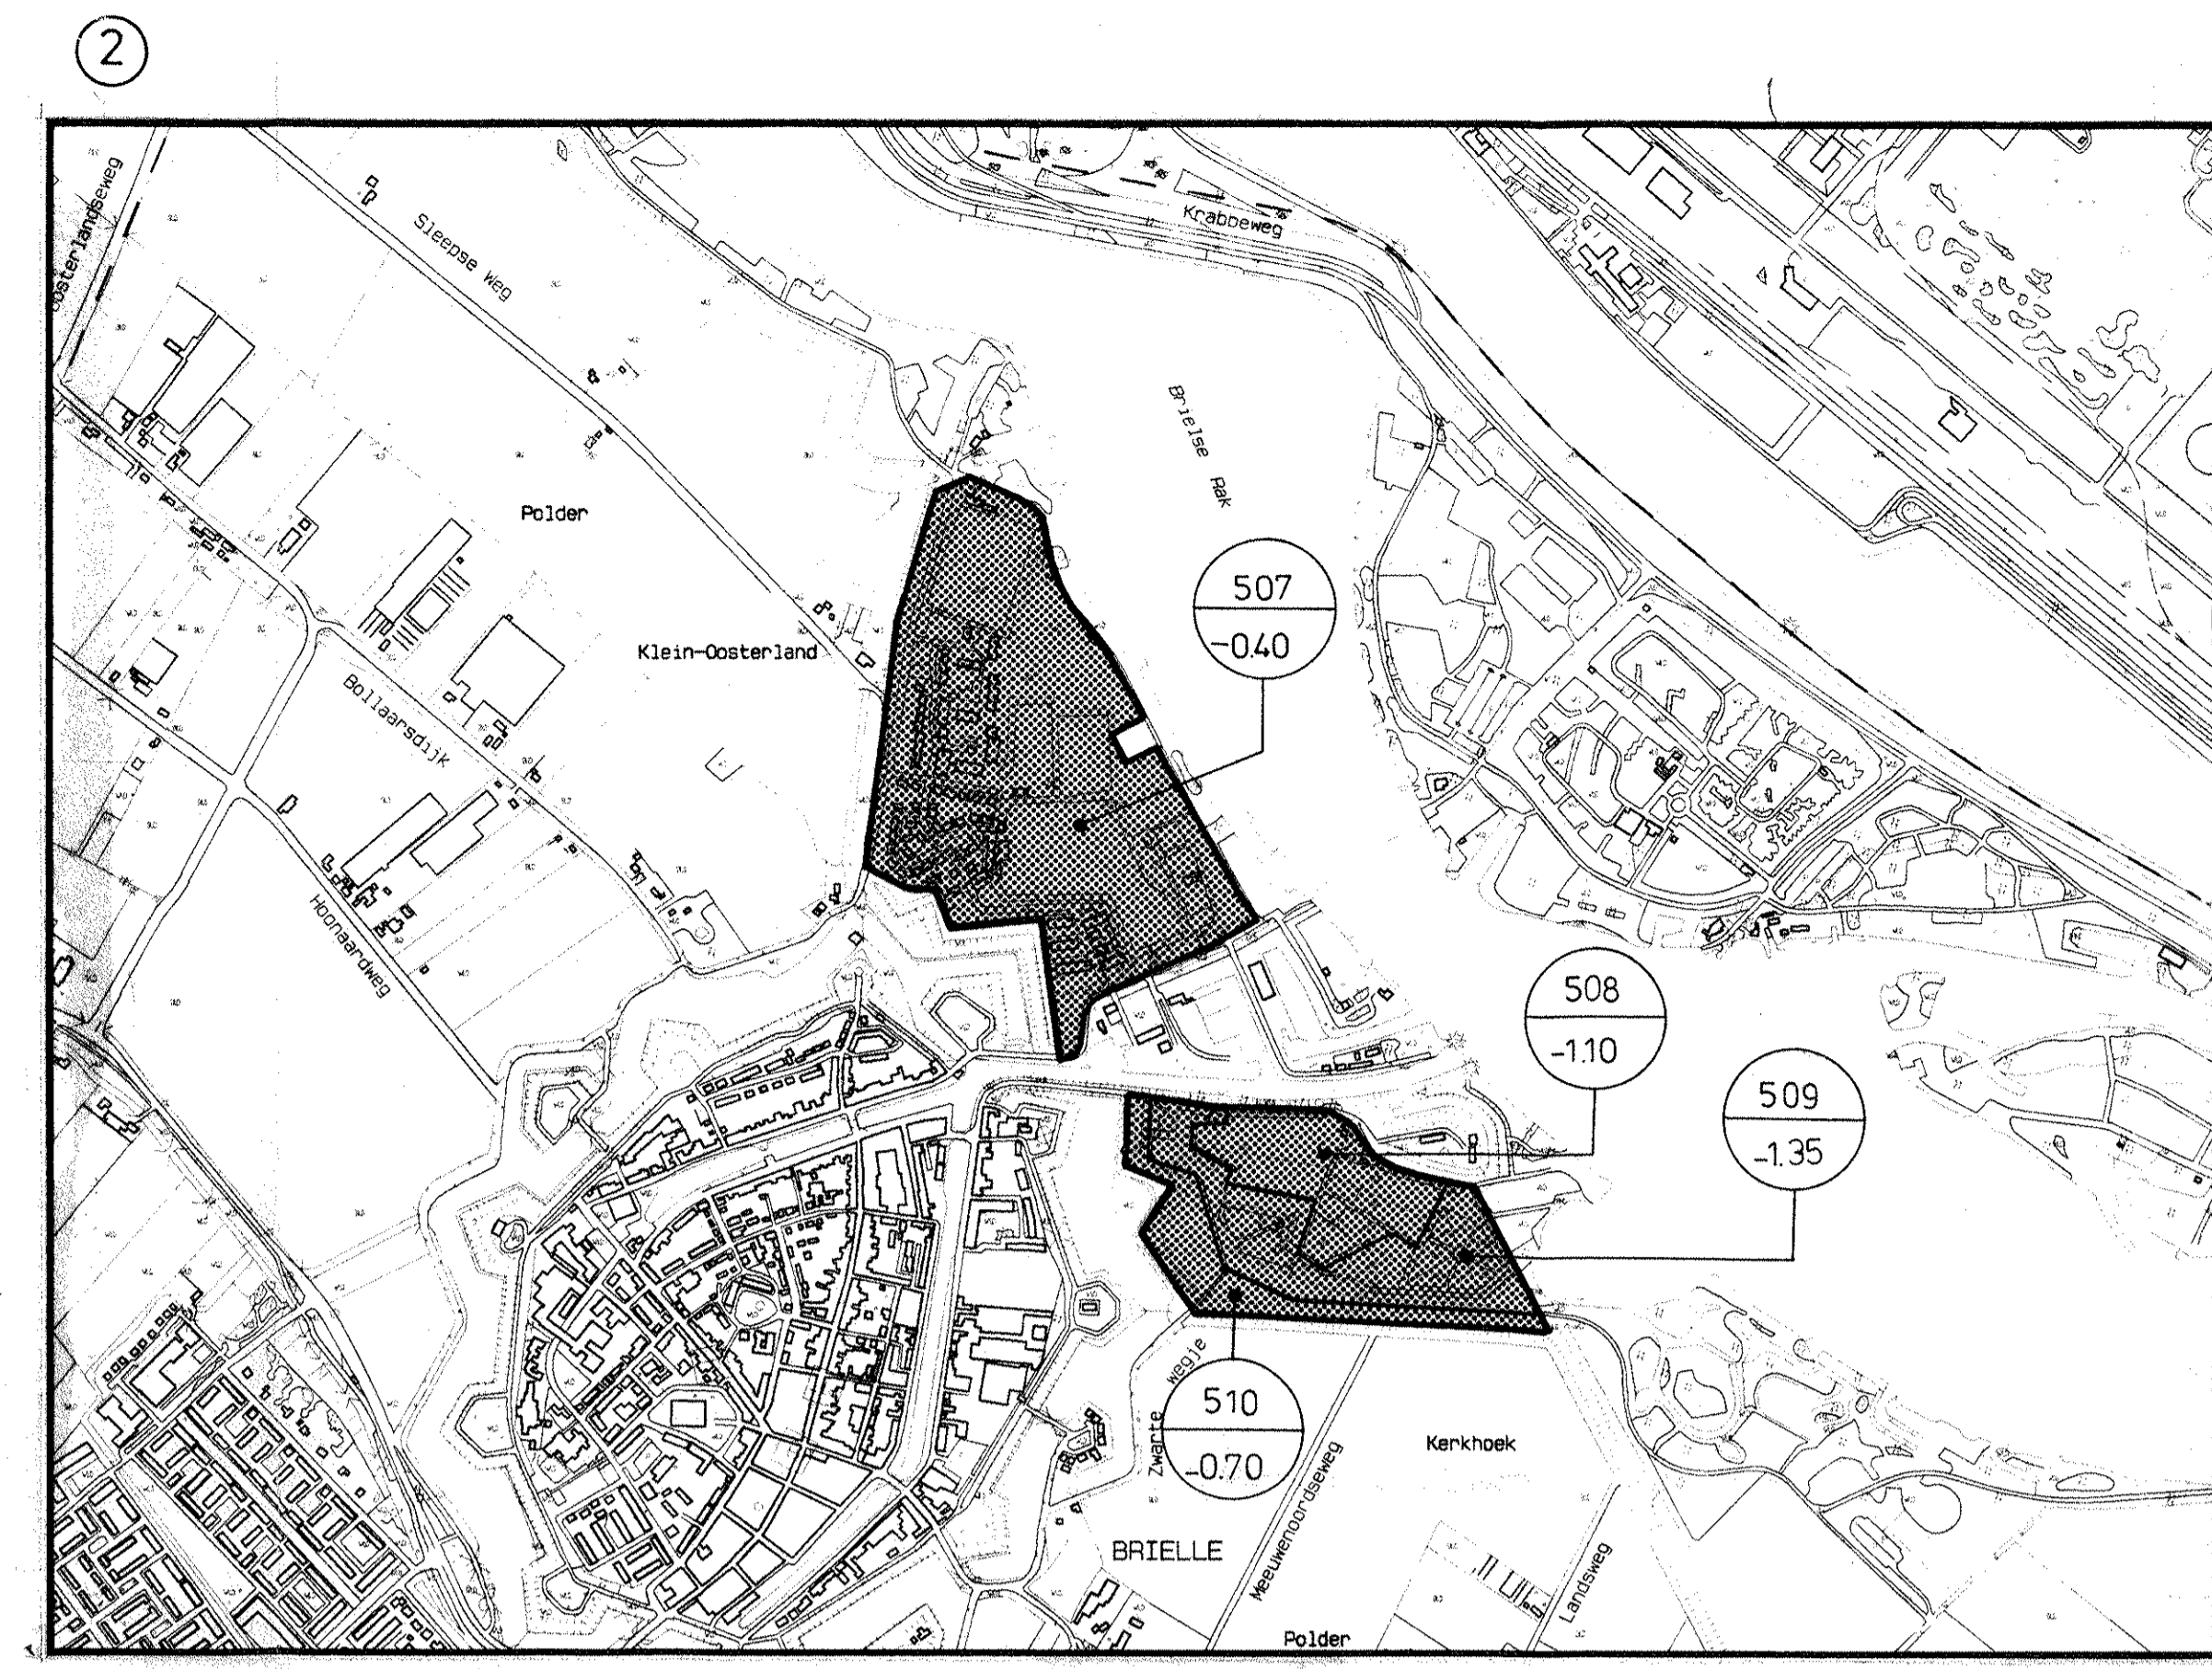 2
Oosterlandseweg
Sleepse Weg
Krabbeweg
Brielse Rak
Polder
Klein-Oosterland
507
-0.40
Bollaarsdijk
Hoonaardweg
508
-1.10
509
-1.35
510
-0.70
Zwarte wegje
Meeuwenoordseweg
Kerkhoek
Landsweg
BRIELLE
Polder